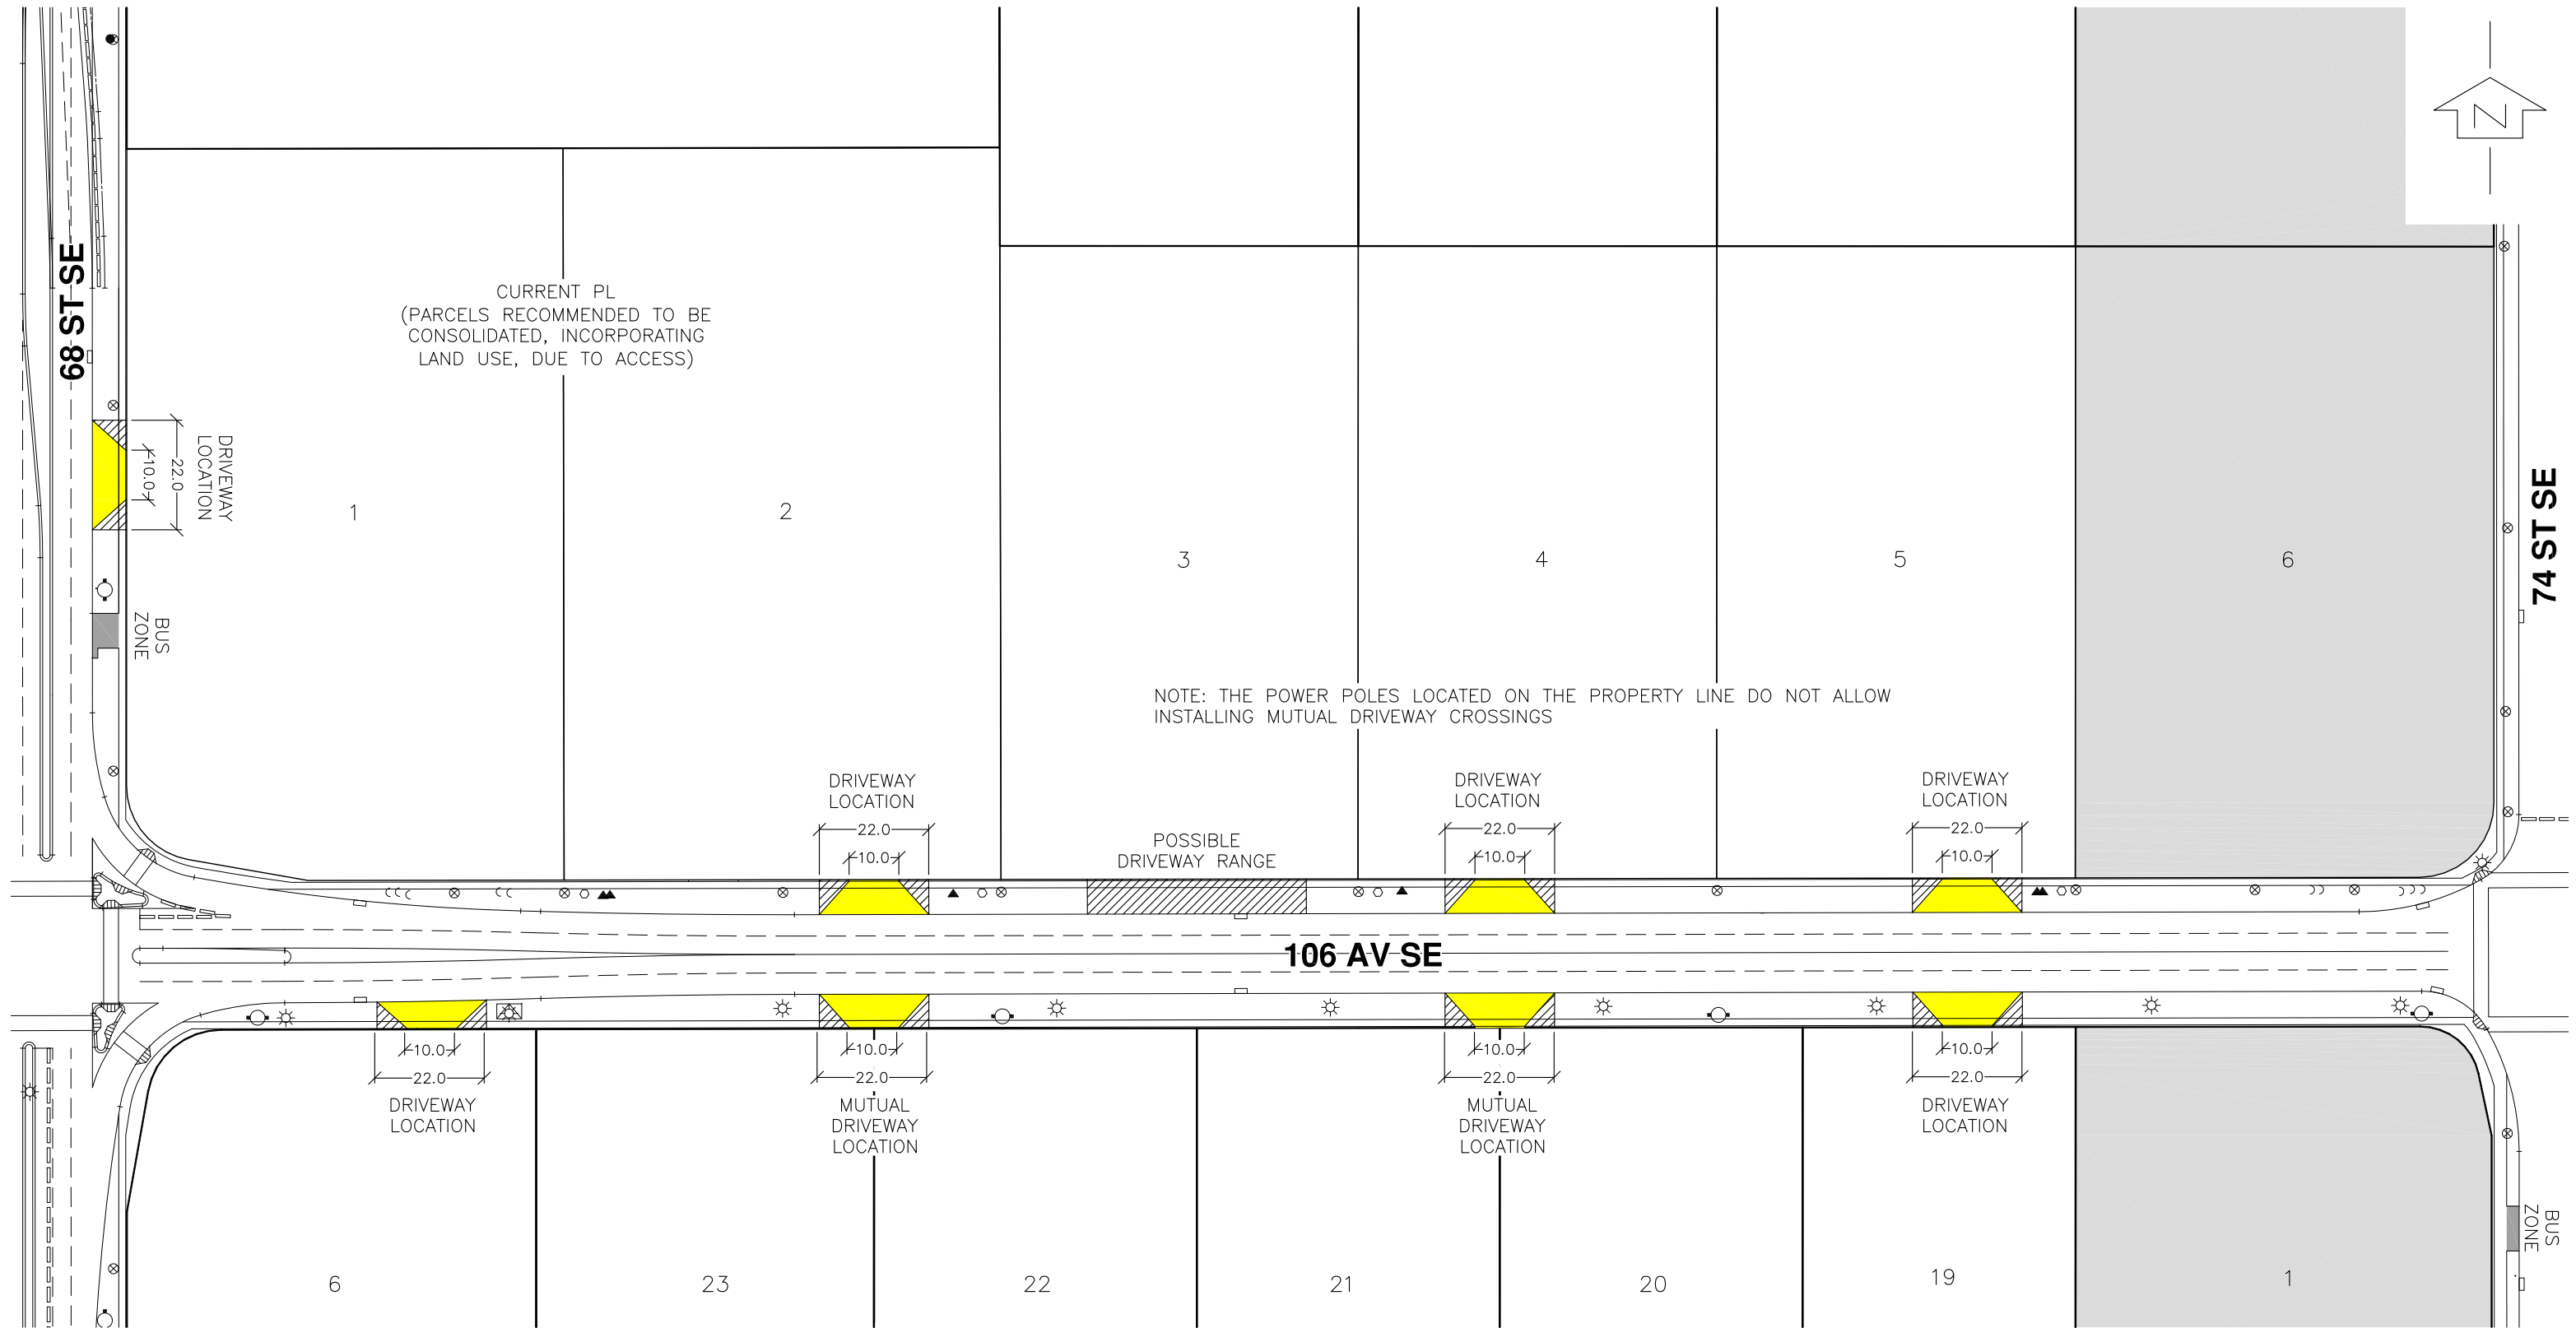 N
68 ST SE
CURRENT PL
(PARCELS RECOMMENDED TO BE
CONSOLIDATED, INCORPORATING
LAND USE, DUE TO ACCESS)
DRIVEWAY
LOCATION
22.0
10.0
1
2
3
4
5
6
74 ST SE
BUS
ZONE
NOTE: THE POWER POLES LOCATED ON THE PROPERTY LINE DO NOT ALLOW
INSTALLING MUTUAL DRIVEWAY CROSSINGS
DRIVEWAY
LOCATION
22.0
10.0
POSSIBLE
DRIVEWAY RANGE
DRIVEWAY
LOCATION
22.0
10.0
DRIVEWAY
LOCATION
22.0
10.0
106 AV SE
10.0
22.0
DRIVEWAY
LOCATION
10.0
22.0
MUTUAL
DRIVEWAY
LOCATION
10.0
22.0
MUTUAL
DRIVEWAY
LOCATION
10.0
22.0
DRIVEWAY
LOCATION
BUS
ZONE
6
23
22
21
20
19
1